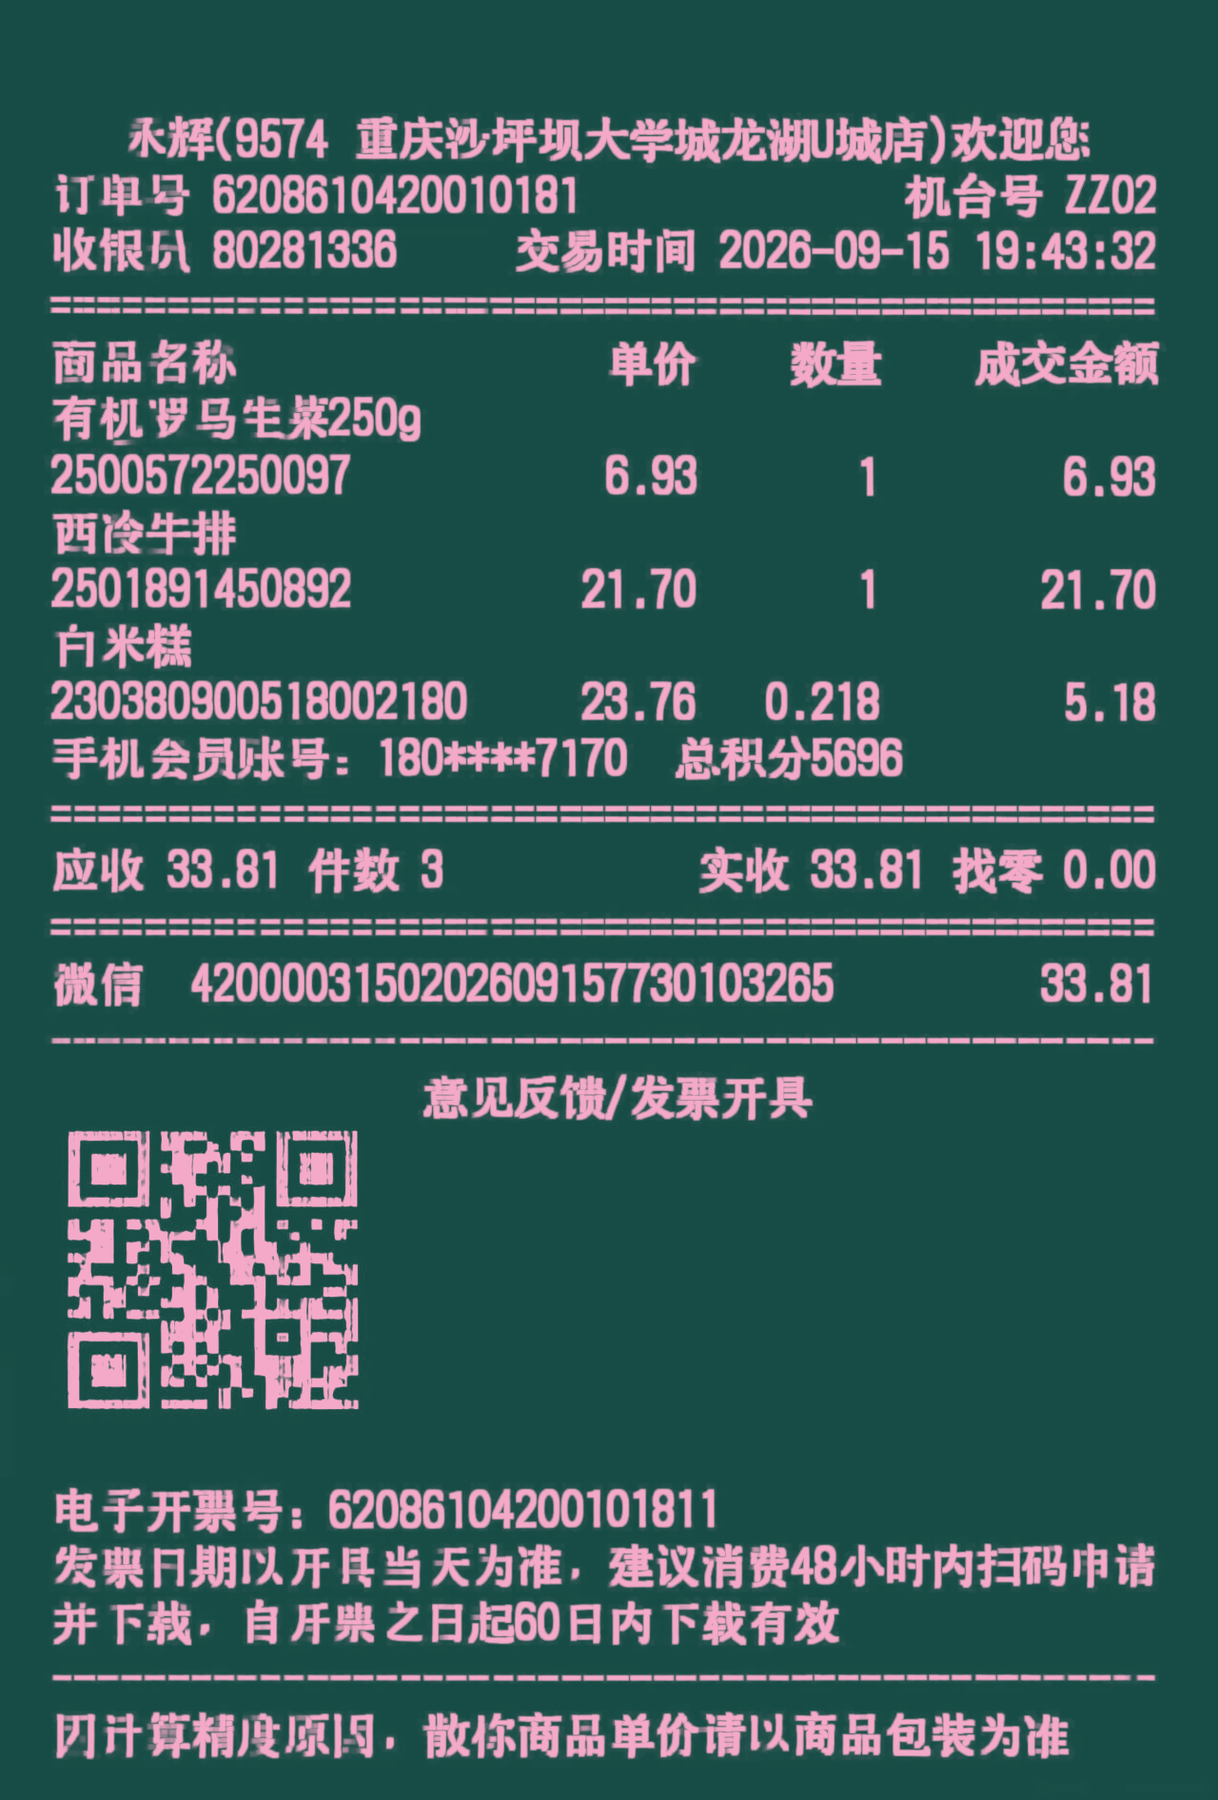 永辉(9574 重庆沙坪坝大学城龙湖U城店)欢迎您
订单号 6208610420010181 机台号 ZZ02
收银员 80281336 交易时间 2026-09-15 19:43:32
================================================
商品名称 单价 数量 成交金额
有机罗马生菜250g
2500572250097 6.93 1 6.93
西冷牛排
2501891450892 21.70 1 21.70
白米糕
230380900518002180 23.76 0.218 5.18
手机会员账号: 180****7170 总积分5696
================================================
应收 33.81 件数 3 实收 33.81 找零 0.00
================================================
微信 4200003150202609157730103265 33.81
------------------------------------------------
意见反馈/发票开具
电子开票号: 62086104200101811
发票日期以开具当天为准, 建议消费48小时内扫码申请
并下载, 自开票之日起60日内下载有效
------------------------------------------------
因计算精度原因, 散你商品单价请以商品包装为准